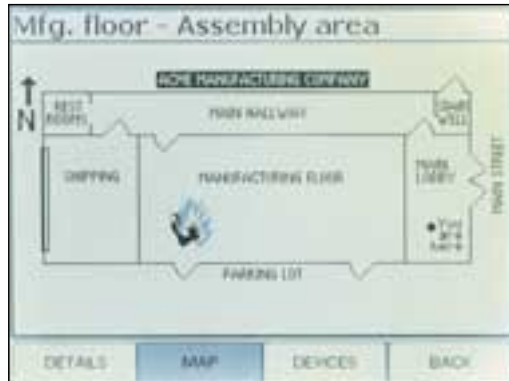 Mfg. floor - Assembly area
ACME MANUFACTURING COMPANY
N
REST
ROOMS
MAIN HALLWAY
STAIR
WELL
SHIPPING
MANUFACTURING FLOOR
MAIN
LOBBY
MAIN STREET
You
Are
Here
PARKING LOT
DETAILS
MAP
DEVICES
BACK